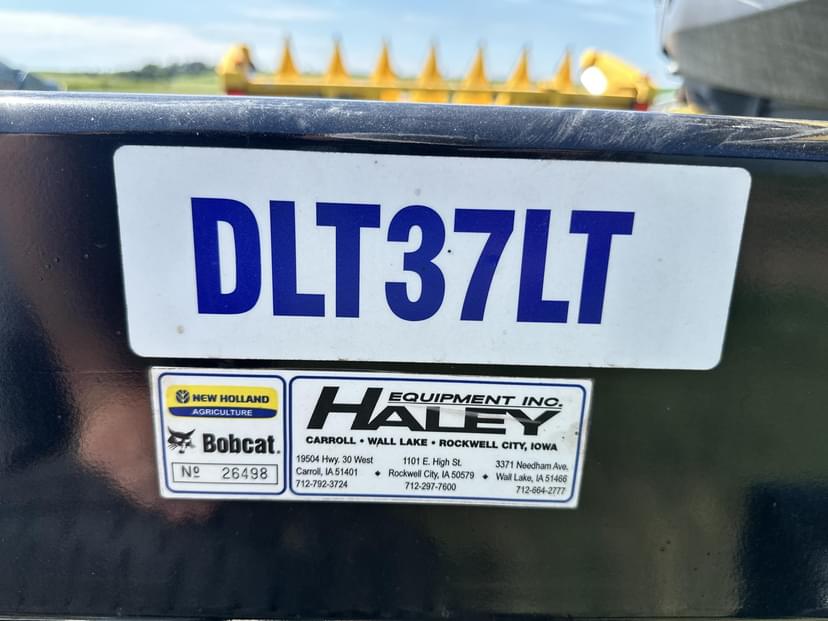 DLT37LT
NEW HOLLAND
AGRICULTURE
Bobcat.
Nº 26498
EQUIPMENT INC.
HALEY
CARROLL • WALL LAKE • ROCKWELL CITY, IOWA
19504 Hwy. 30 West
Carroll, IA 51401
712-792-3724
1101 E. High St.
Rockwell City, IA 50579
712-297-7600
3371 Needham Ave.
Wall Lake, IA 51466
712-664-2777